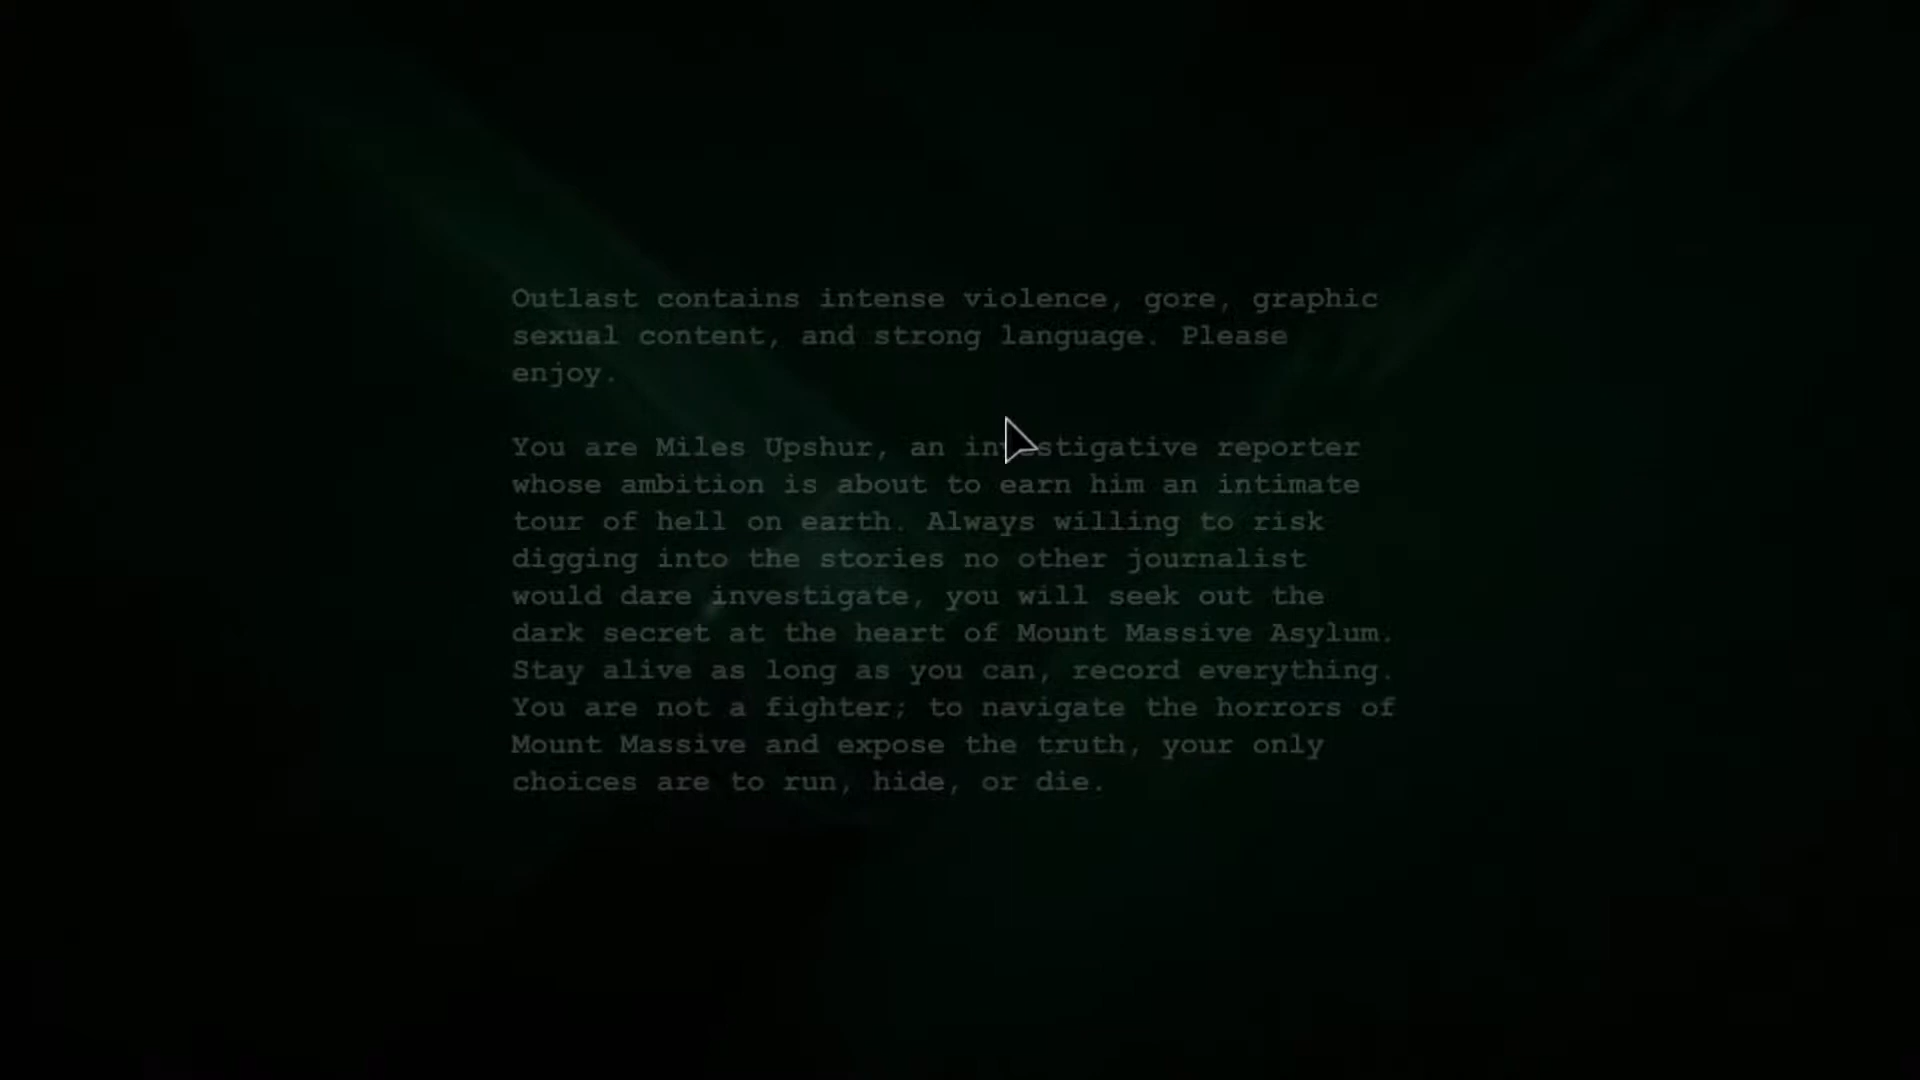 Outlast contains intense violence, gore, graphic
sexual content, and strong language. Please
enjoy.
You are Miles Upshur, an investigative reporter
whose ambition is about to earn him an intimate
tour of hell on earth. Always willing to risk
digging into the stories no other journalist
would dare investigate, you will seek out the
dark secret at the heart of Mount Massive Asylum.
Stay alive as long as you can, record everything.
You are not a fighter; to navigate the horrors of
Mount Massive and expose the truth, your only
choices are to run, hide, or die.